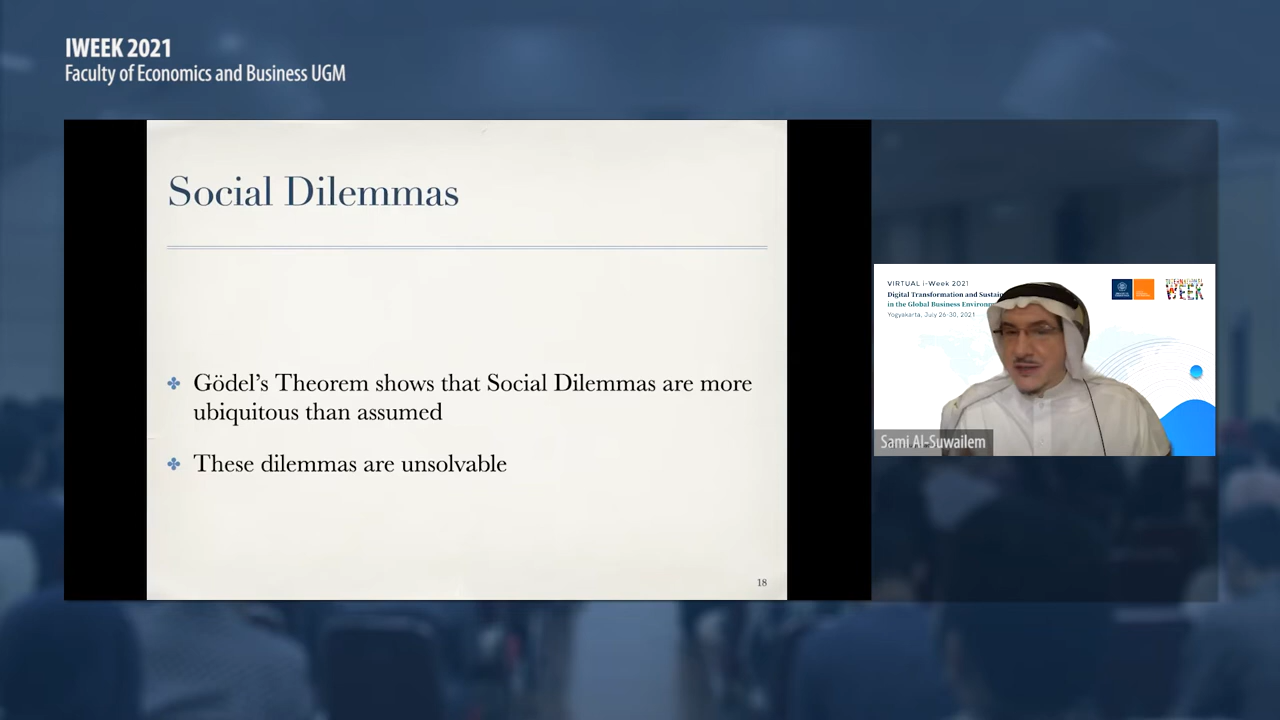 IWEEK 2021
Faculty of Economics and Business UGM
Social Dilemmas
Gödel's Theorem shows that Social Dilemmas are more
ubiquitous than assumed
These dilemmas are unsolvable
18
VIRTUAL i-Week 2021
Digital Transformation and Sustain
in the Global Business Environm
Yogyakarta, July 26-30, 2021
INTERNATIONAL
WEEK
Sami Al-Suwailem